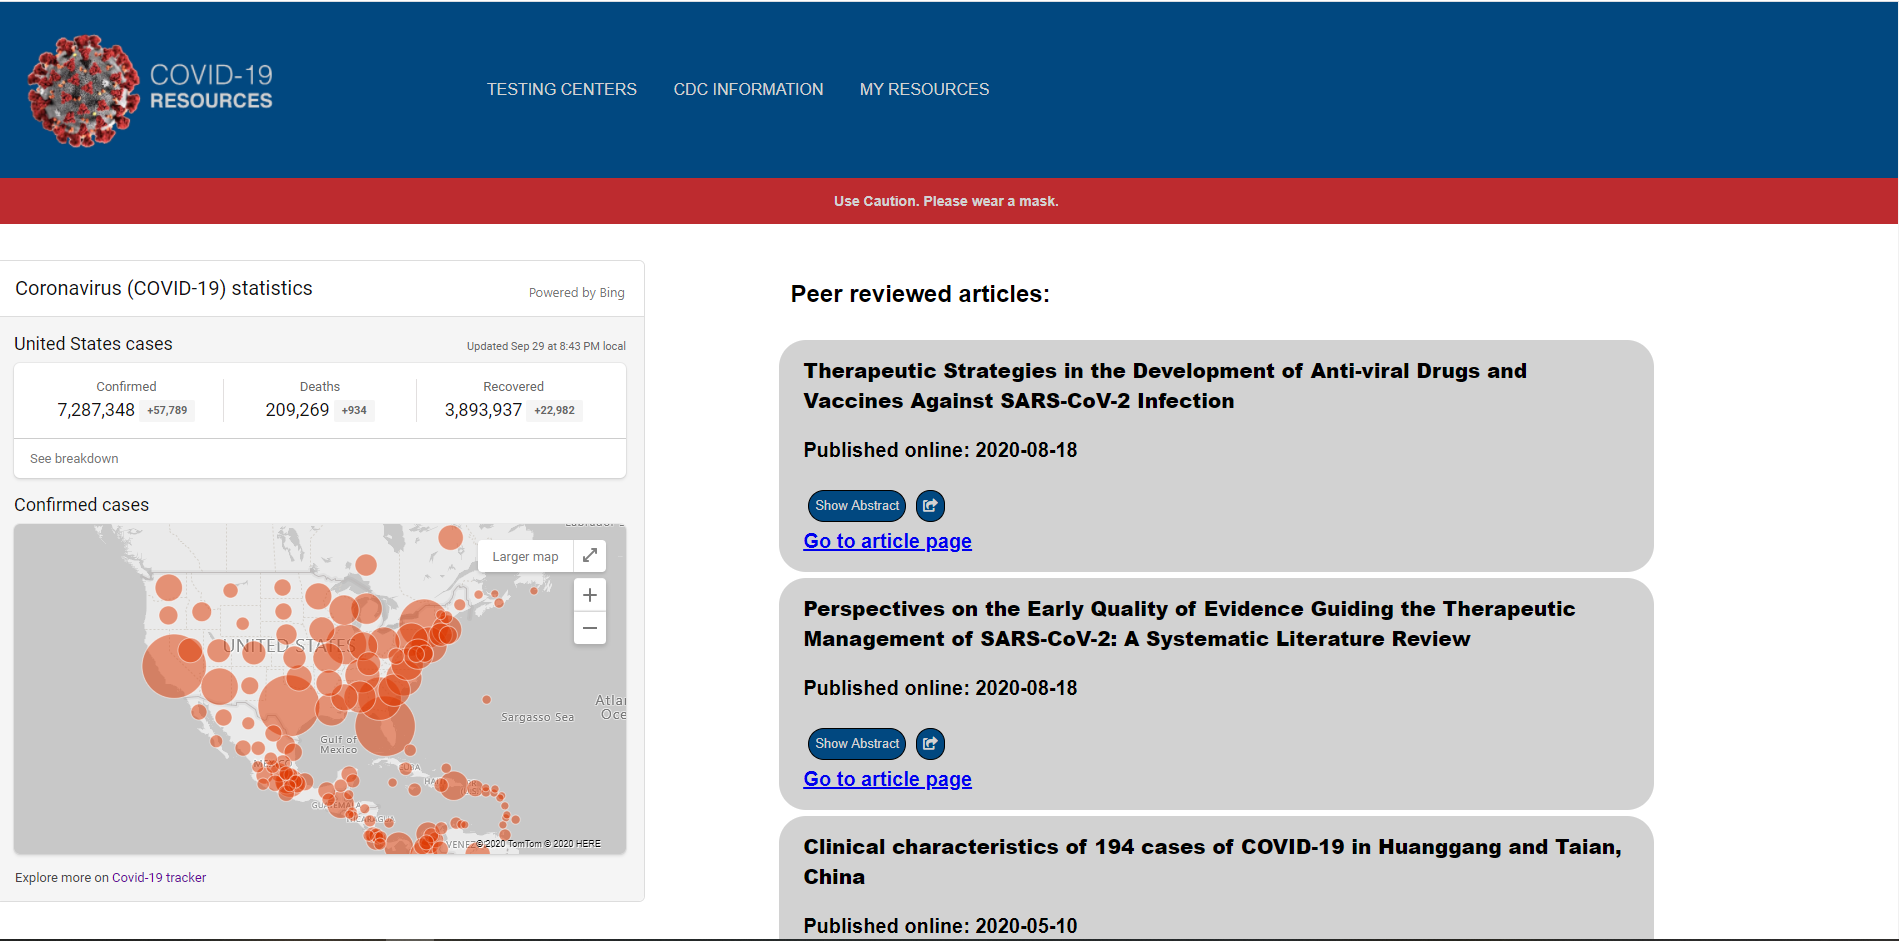 COVID-19
RESOURCES
TESTING CENTERS
CDC INFORMATION
MY RESOURCES
Use Caution. Please wear a mask.
Coronavirus (COVID-19) statistics
Powered by Bing
United States cases
Updated Sep 29 at 8:43 PM local
Confirmed
7,287,348 +57,789
Deaths
209,269 +934
Recovered
3,893,937 +22,982
See breakdown
Confirmed cases
Larger map
+
−
UNITED STATES
Sargasso Sea
Gulf of
Mexico
MEXICO
CUBA
GUATEMALA
NICARAGUA
© 2020 TomTom © 2020 HERE
Explore more on Covid-19 tracker
Peer reviewed articles:
Therapeutic Strategies in the Development of Anti-viral Drugs and
Vaccines Against SARS-CoV-2 Infection
Published online: 2020-08-18
Show Abstract
Go to article page
Perspectives on the Early Quality of Evidence Guiding the Therapeutic
Management of SARS-CoV-2: A Systematic Literature Review
Published online: 2020-08-18
Show Abstract
Go to article page
Clinical characteristics of 194 cases of COVID-19 in Huanggang and Taian,
China
Published online: 2020-05-10